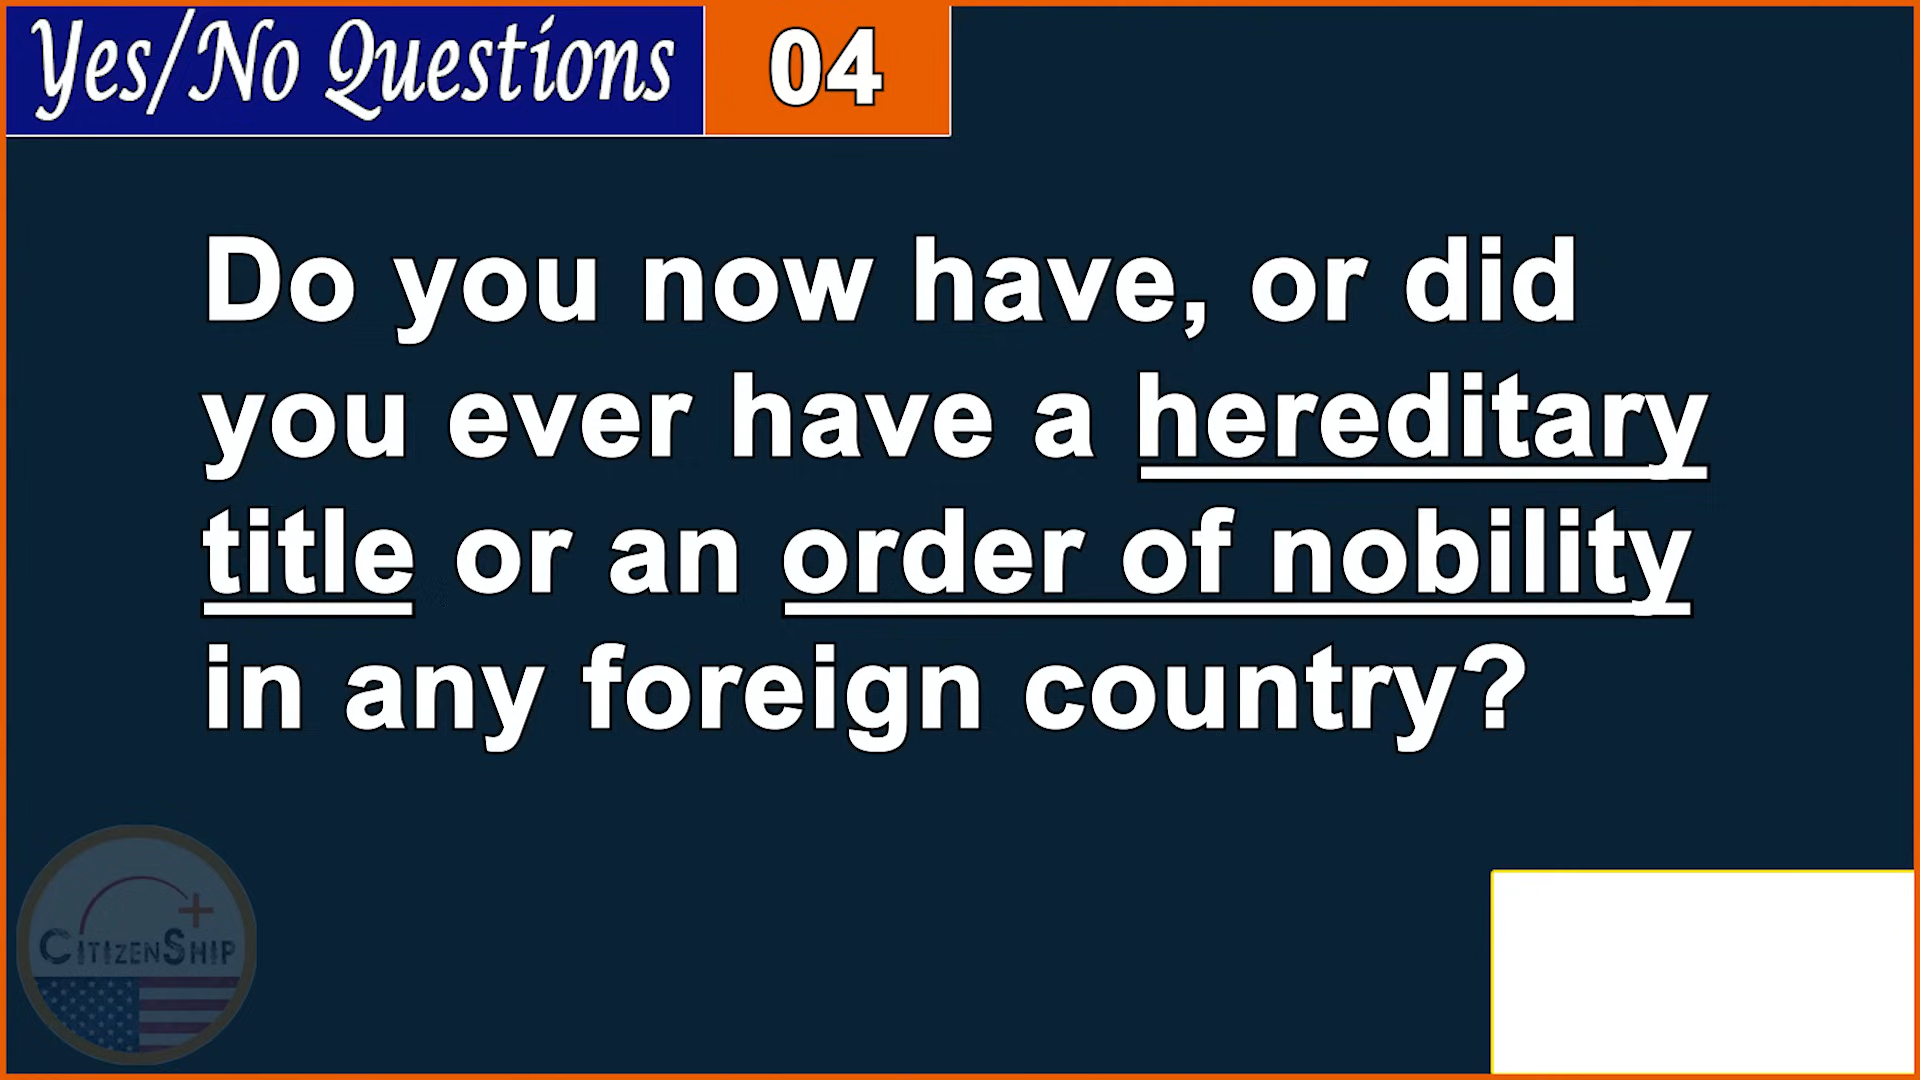 Yes/No Questions
04
Do you now have, or did
you ever have a hereditary
title or an order of nobility
in any foreign country?
CITIZENSHIP